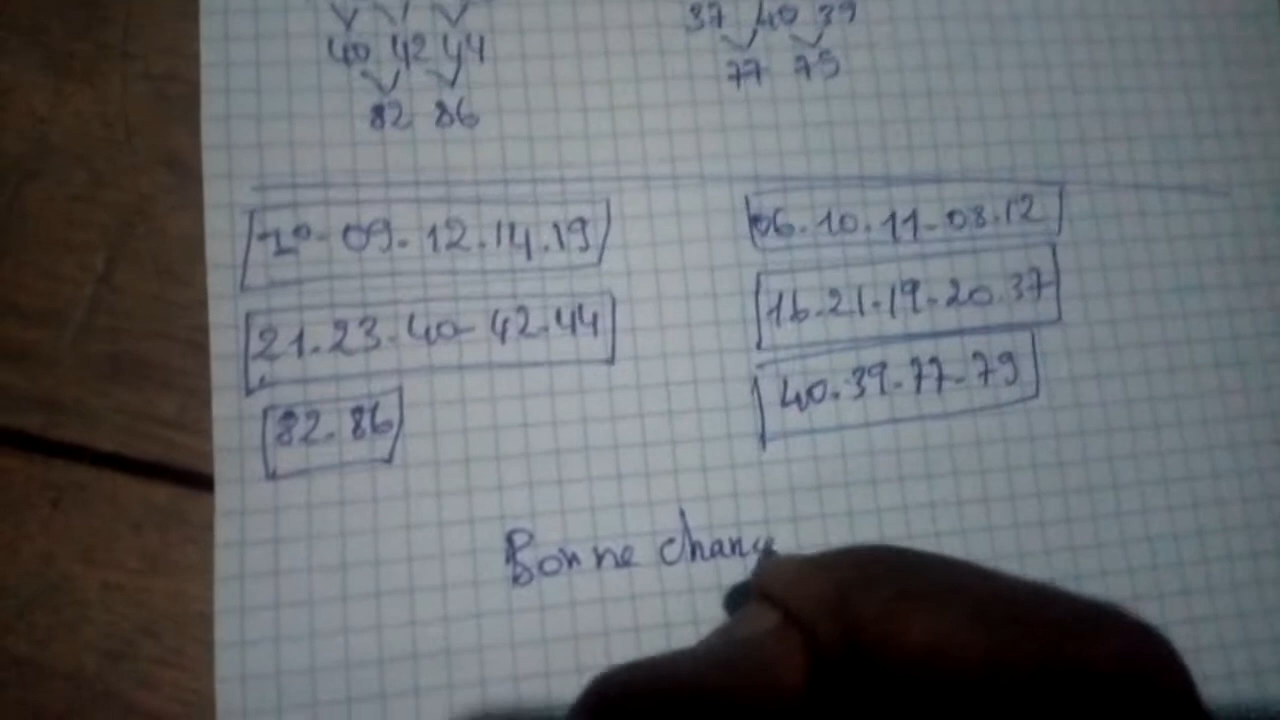 40 42 44
82 86
37 40 39
77 79
10-09-12.14.19
21-23-40-42-44
82-86
06-10-11-08.12
16-21-19-20.37
40-39-77-79
Bonne chance